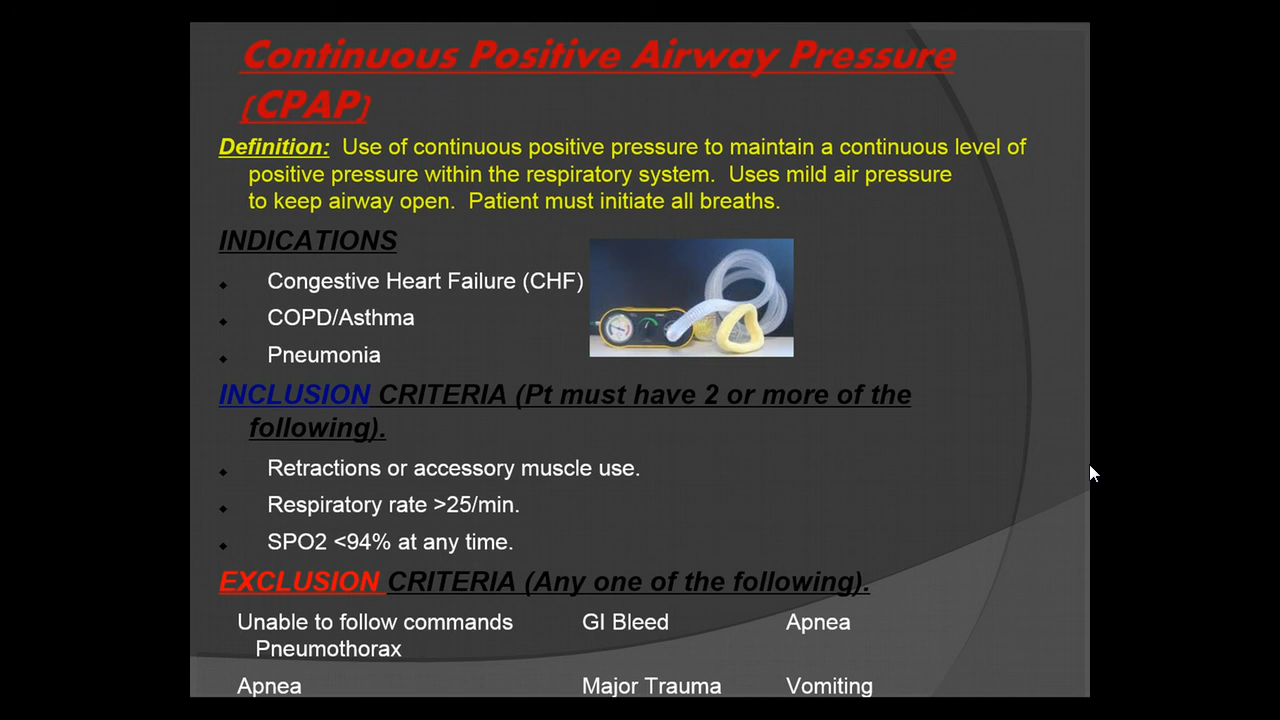 Continuous Positive Airway Pressure
(CPAP)
Definition: Use of continuous positive pressure to maintain a continuous level of
positive pressure within the respiratory system. Uses mild air pressure
to keep airway open. Patient must initiate all breaths.
INDICATIONS
Congestive Heart Failure (CHF)
COPD/Asthma
Pneumonia
INCLUSION CRITERIA (Pt must have 2 or more of the
following).
Retractions or accessory muscle use.
Respiratory rate >25/min.
SPO2 <94% at any time.
EXCLUSION CRITERIA (Any one of the following).
Unable to follow commands GI Bleed Apnea
Pneumothorax
Apnea Major Trauma Vomiting